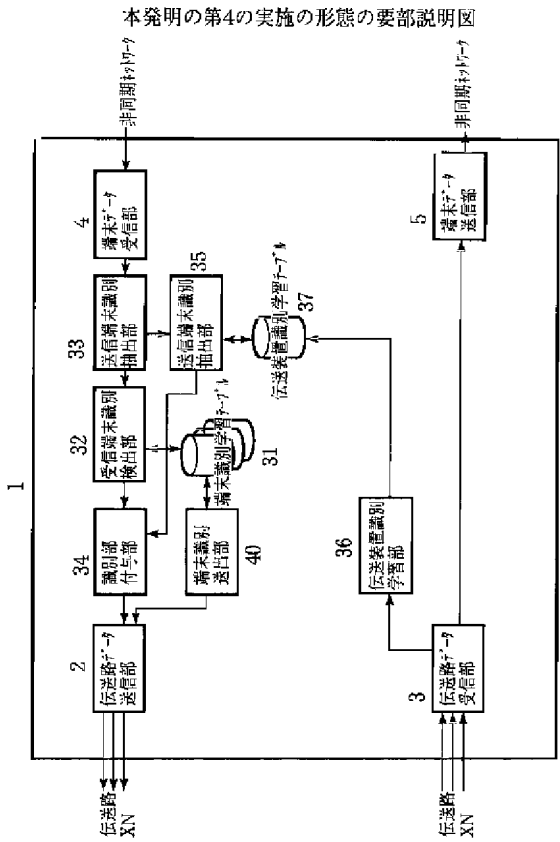 本発明の第4の実施の形態の要部説明図
1
非同期ネットワーク
4
端末データ
受信部
33
送信端末識別
抽出部
35
送信端末識別
抽出部
32
受信端末識別
検出部
34
識別部
付与部
2
伝送路データ
送信部
伝送路
XN
端末識別学習テーブル
31
端末識別
送出部
40
伝送装置識別学習テーブル
37
36
伝送装置識別
学習部
3
伝送路データ
受信部
伝送路
XN
5
端末データ
送信部
非同期ネットワーク